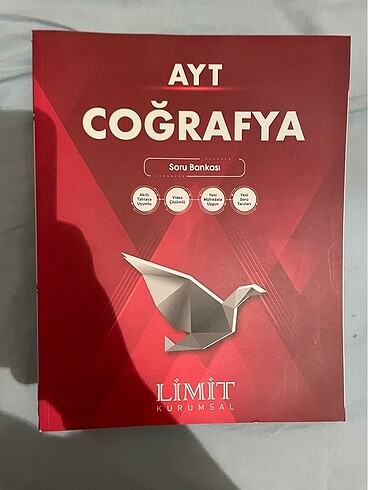 AYT
COĞRAFYA
Soru Bankası
Akıllı
Tahtaya
Uyumlu
Video
Çözümlü
Yeni
Müfredata
Uygun
Yeni
Soru
Tarzları
LİMİT
KURUMSAL